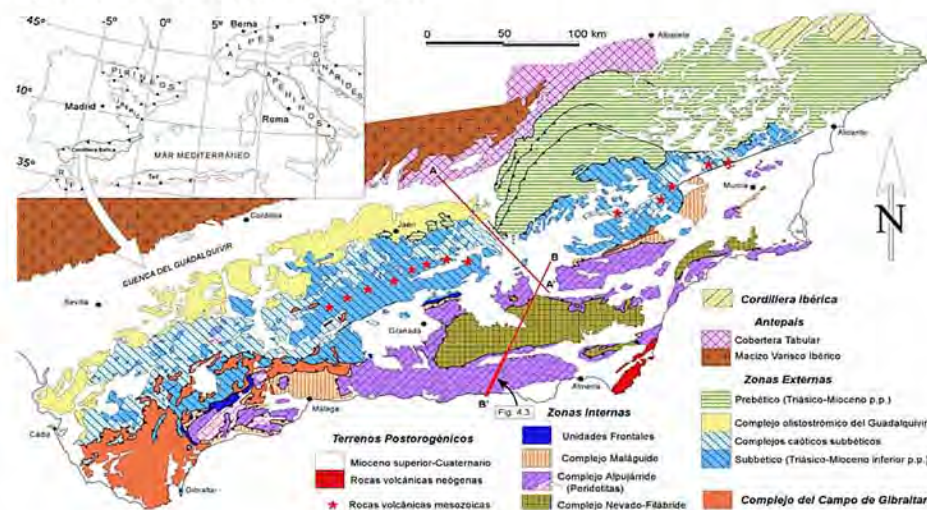 45º
-5º
0º
5º
Berna
15º
ALPES
DINARIDES
PIRINEOS
APENINOS
40º
Madrid
Roma
35º
Cordillera Bética
MAR MEDITERRÁNEO
Tell
0 50 100 km
Albacete
Alicante
Murcia
N
A
B
A'
B'
Córdoba
Jaén
CUENCA DEL GUADALQUIVIR
Sevilla
Granada
Almería
Málaga
Cádiz
Gibraltar
Fig. 4.3
Terrenos Postorogénicos
Mioceno superior-Cuaternario
Rocas volcánicas neógenas
Rocas volcánicas mesozoicas
Zonas Internas
Unidades Frontales
Complejo Maláguide
Complejo Alpujárride
(Peridotitas)
Complejo Nevado-Filábride
Cordillera Ibérica
Antepaís
Cobertera Tabular
Macizo Varisco Ibérico
Zonas Externas
Prebético (Triásico-Mioceno p.p.)
Complejo olistostrómico del Guadalquivir
Complejos caóticos subbéticos
Subbético (Triásico-Mioceno inferior p.p.)
Complejo del Campo de Gibraltar